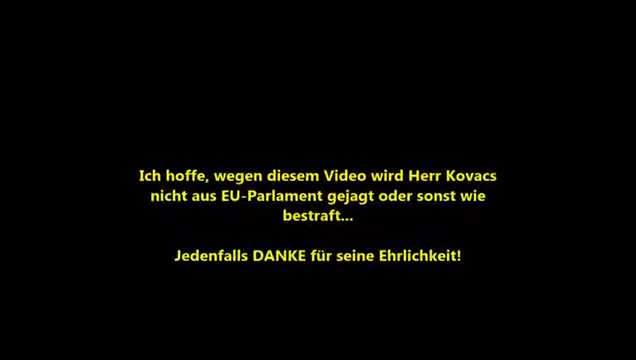 Ich hoffe, wegen diesem Video wird Herr Kovacs
nicht aus EU-Parlament gejagt oder sonst wie
bestraft...
Jedenfalls DANKE für seine Ehrlichkeit!